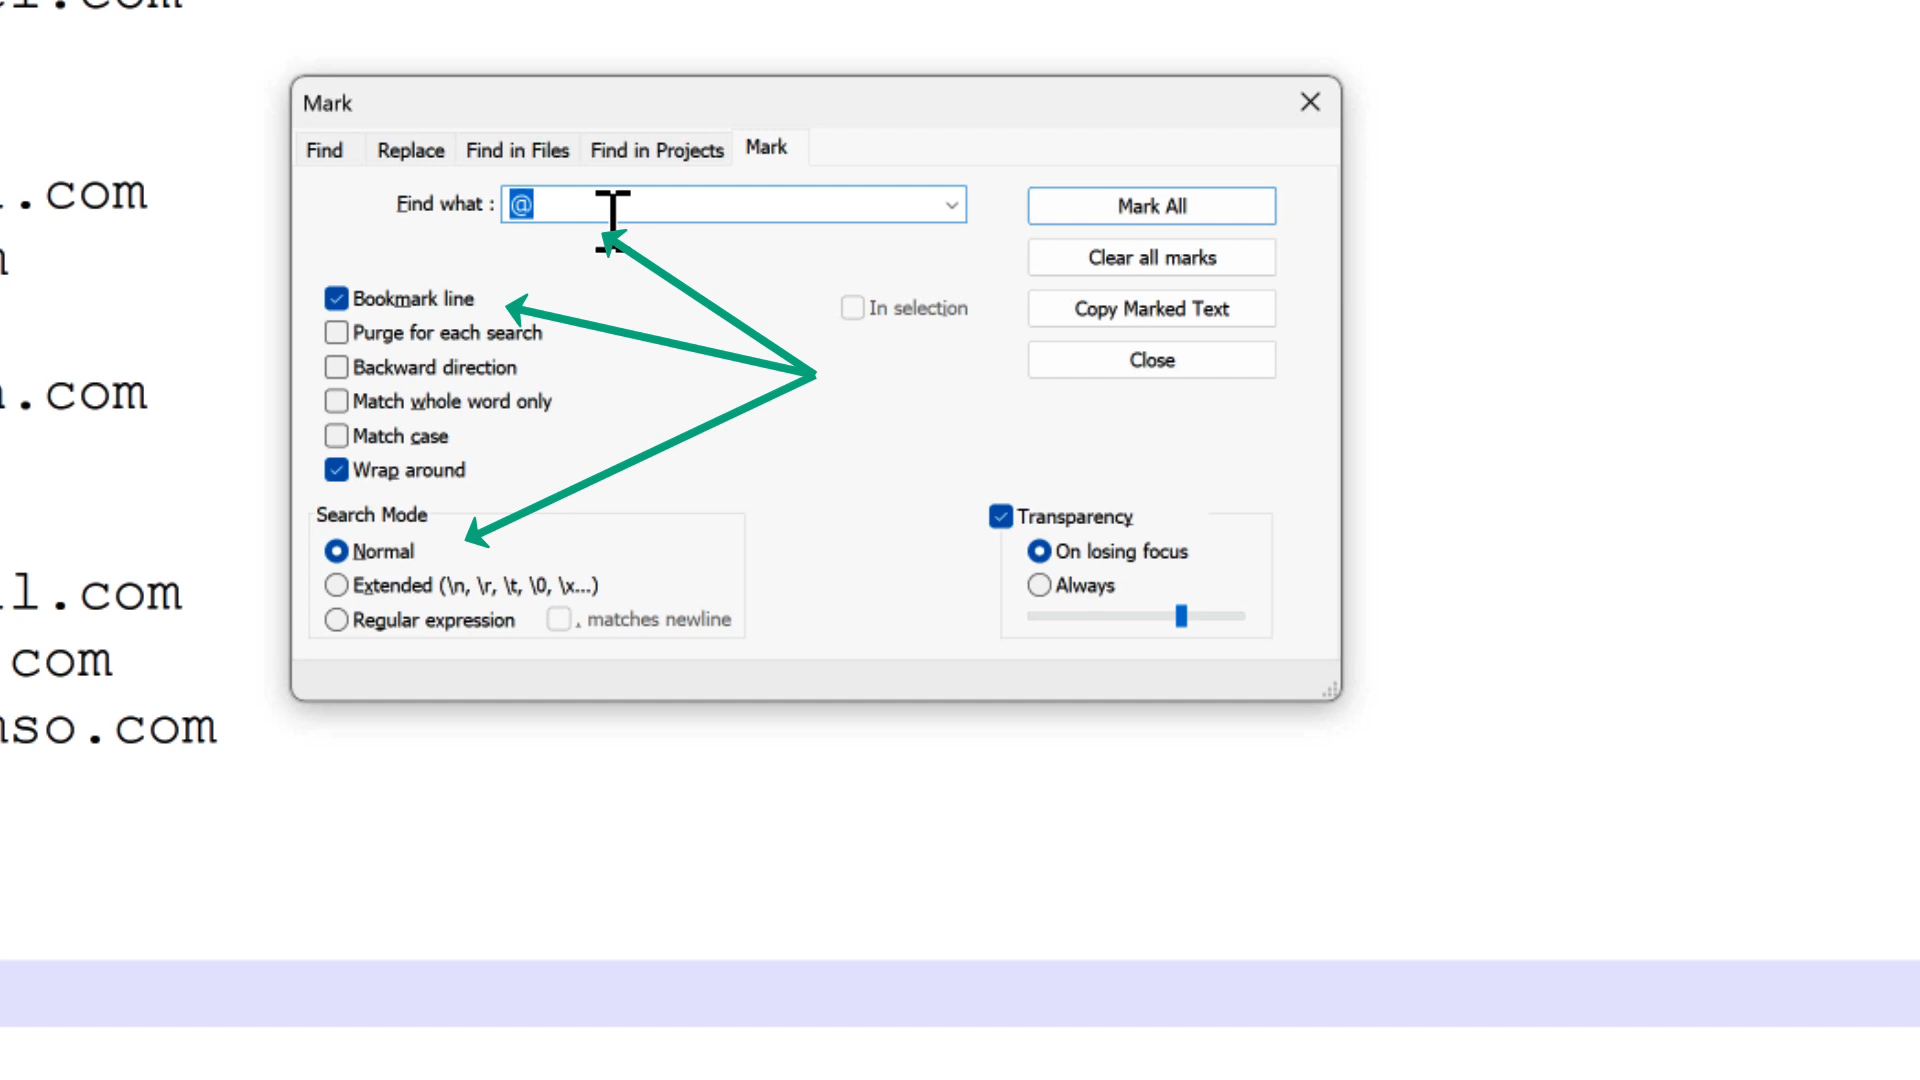 Mark
Find Replace Find in Files Find in Projects Mark
Find what : @
Mark All
Clear all marks
Bookmark line
In selection
Copy Marked Text
Purge for each search
Close
Backward direction
Match whole word only
Match case
Wrap around
Search Mode
Transparency
Normal
On losing focus
Extended (\n, \r, \t, \0, \x...)
Always
Regular expression . matches newline
.com
.com
.com
.com
.com